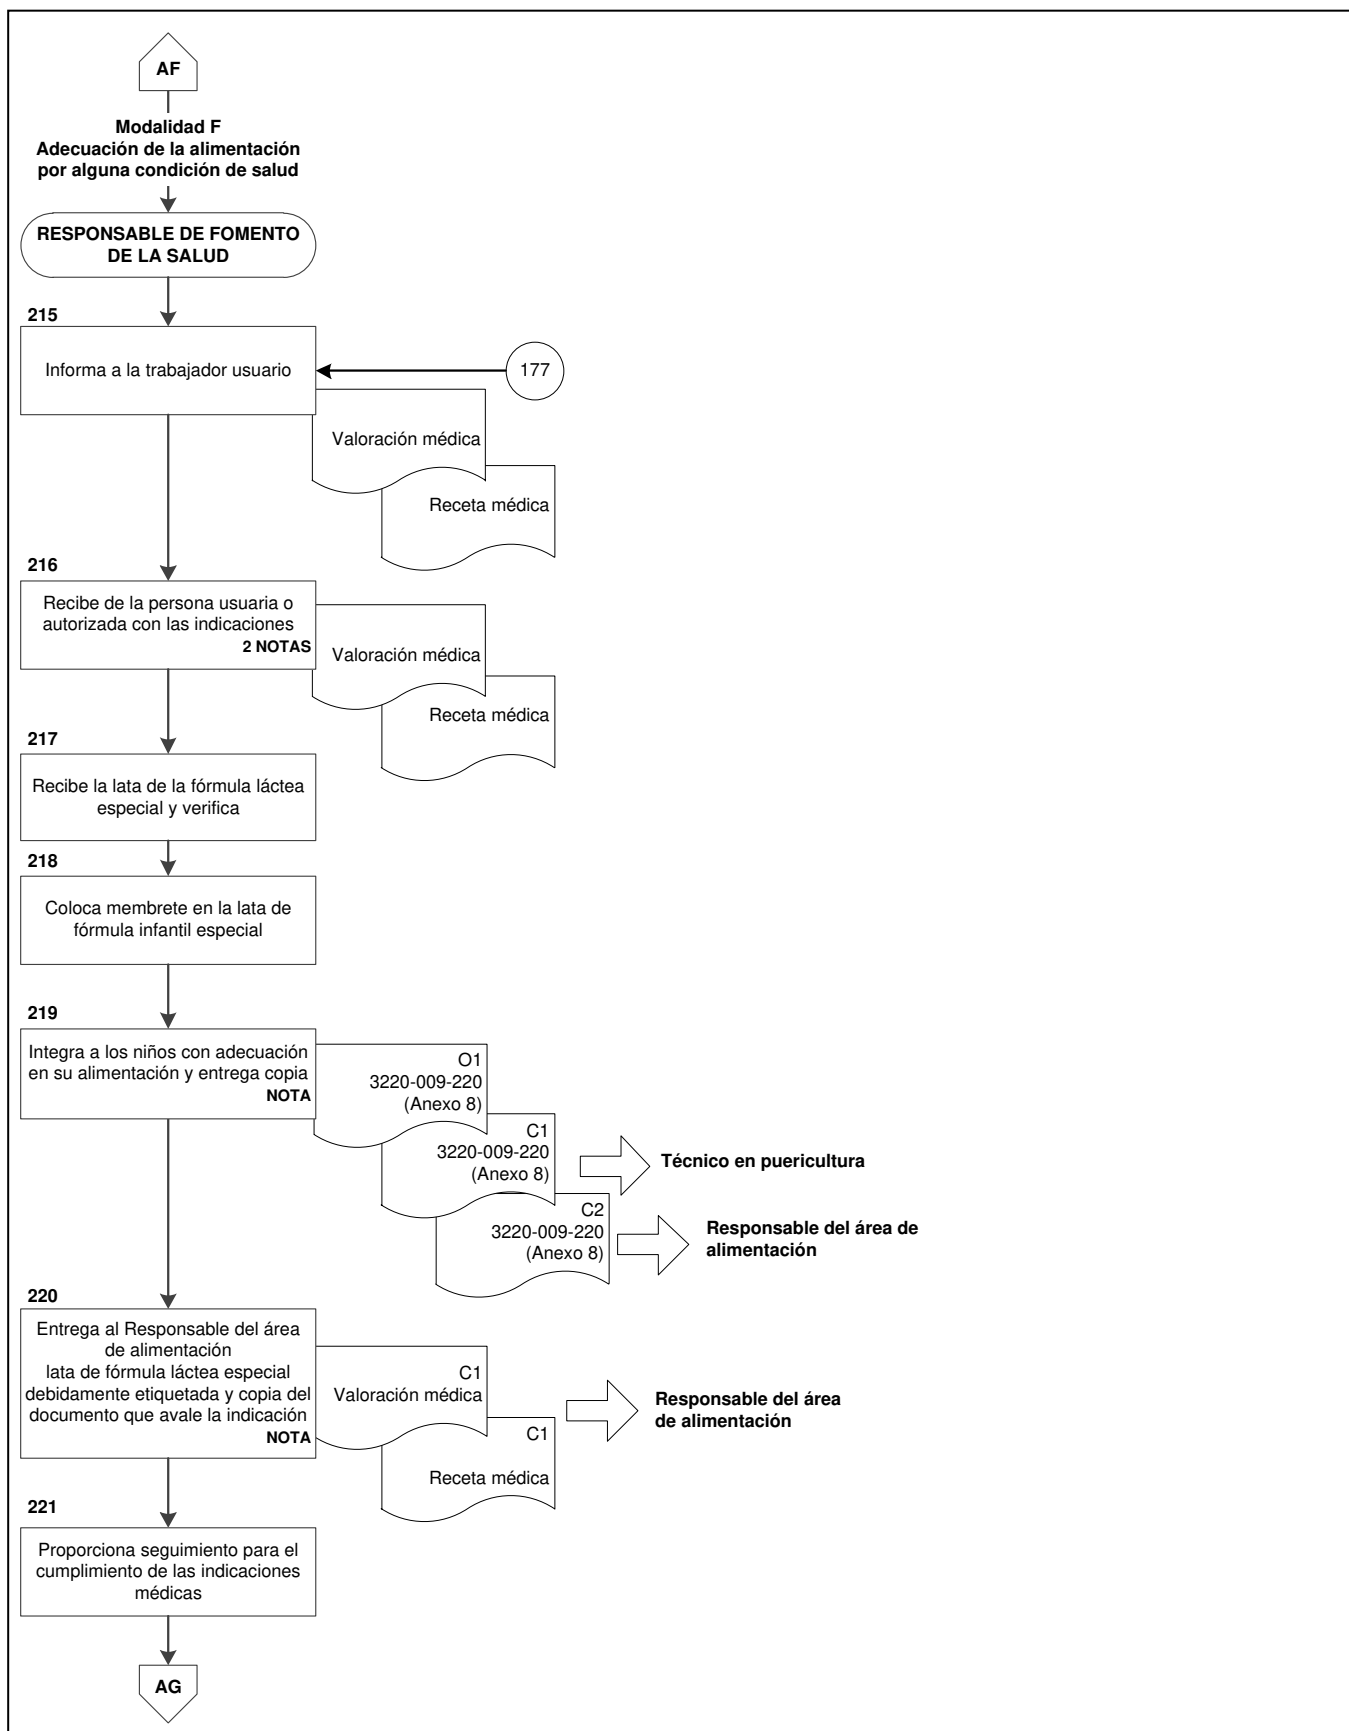 AF
Modalidad F
Adecuación de la alimentación
por alguna condición de salud
RESPONSABLE DE FOMENTO
DE LA SALUD
215
Informa a la trabajador usuario
177
Valoración médica
Receta médica
216
Recibe de la persona usuaria o
autorizada con las indicaciones
2 NOTAS
Valoración médica
Receta médica
217
Recibe la lata de la fórmula láctea
especial y verifica
218
Coloca membrete en la lata de
fórmula infantil especial
219
Integra a los niños con adecuación
en su alimentación y entrega copia
NOTA
O1
3220-009-220
(Anexo 8)
C1
3220-009-220
(Anexo 8)
Técnico en puericultura
C2
3220-009-220
(Anexo 8)
Responsable del área de
alimentación
220
Entrega al Responsable del área
de alimentación
lata de fórmula láctea especial
debidamente etiquetada y copia del
documento que avale la indicación
NOTA
C1
Valoración médica
C1
Receta médica
Responsable del área
de alimentación
221
Proporciona seguimiento para el
cumplimiento de las indicaciones
médicas
AG